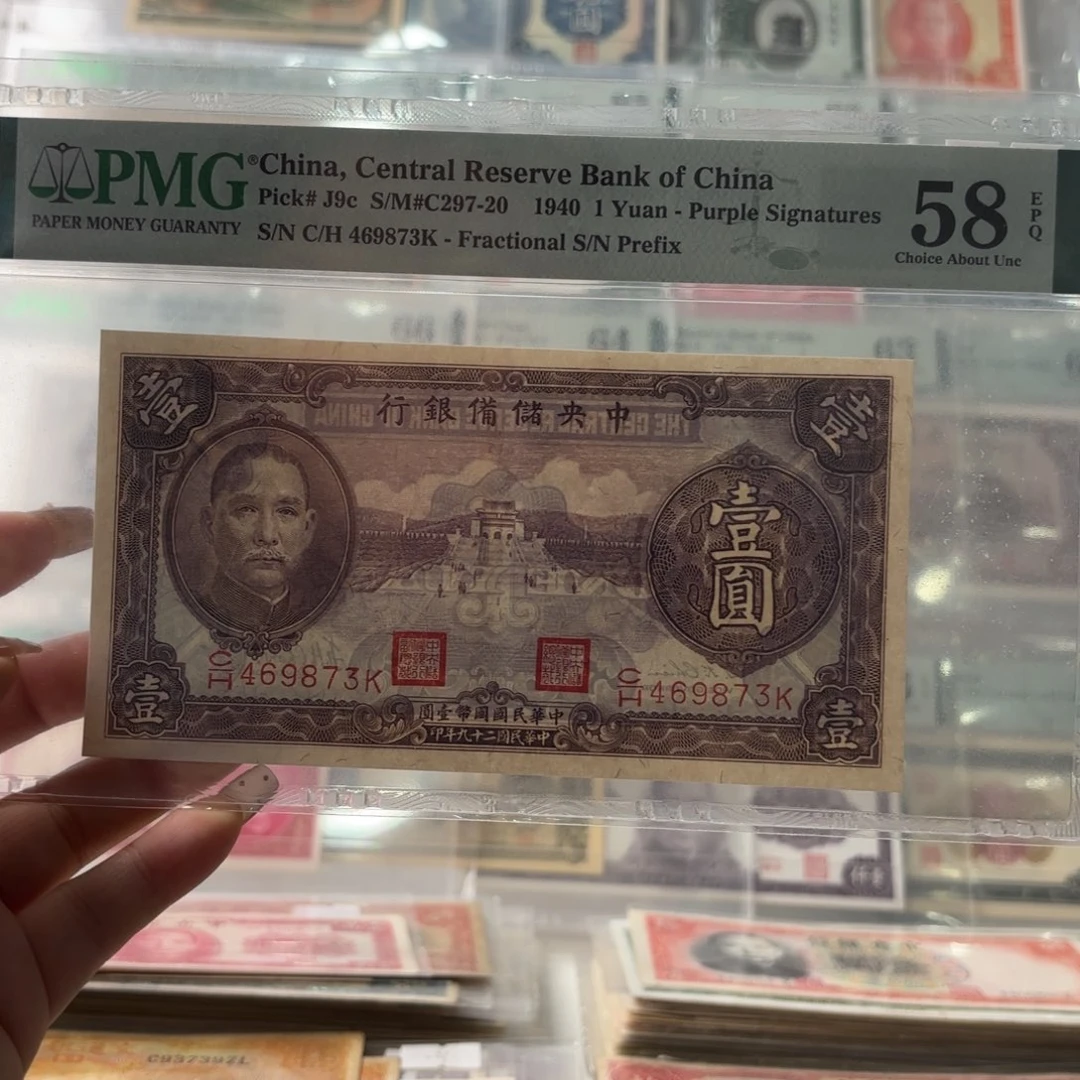 PMG®
PAPER MONEY GUARANTY
China, Central Reserve Bank of China
Pick# J9c S/M#C297-20 1940 1 Yuan - Purple Signatures
S/N C/H 469873K - Fractional S/N Prefix
58
EPQ
Choice About Unc
行銀備儲央中
壹
壹
壹圓
C/H 469873K
C/H 469873K
圓壹幣國國民華中
印年九十二國民華中
壹
壹
C937397L